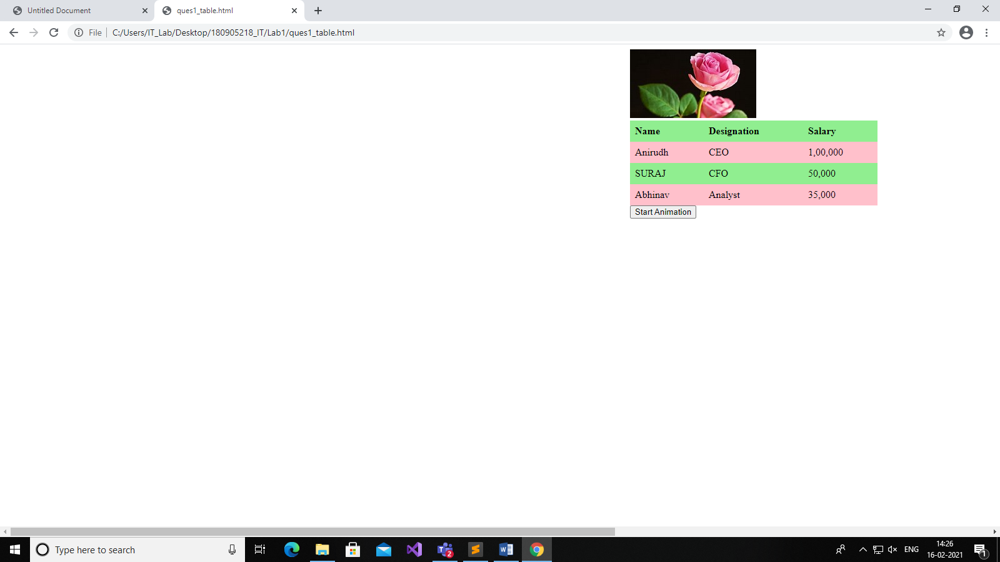 Untitled Document
ques1_table.html
File
C:/Users/IT_Lab/Desktop/180905218_IT/Lab1/ques1_table.html
Name Designation Salary
Anirudh CEO 1,00,000
SURAJ CFO 50,000
Abhinav Analyst 35,000
Start Animation
Type here to search
T
2
W
ENG
14:26
16-02-2021
1